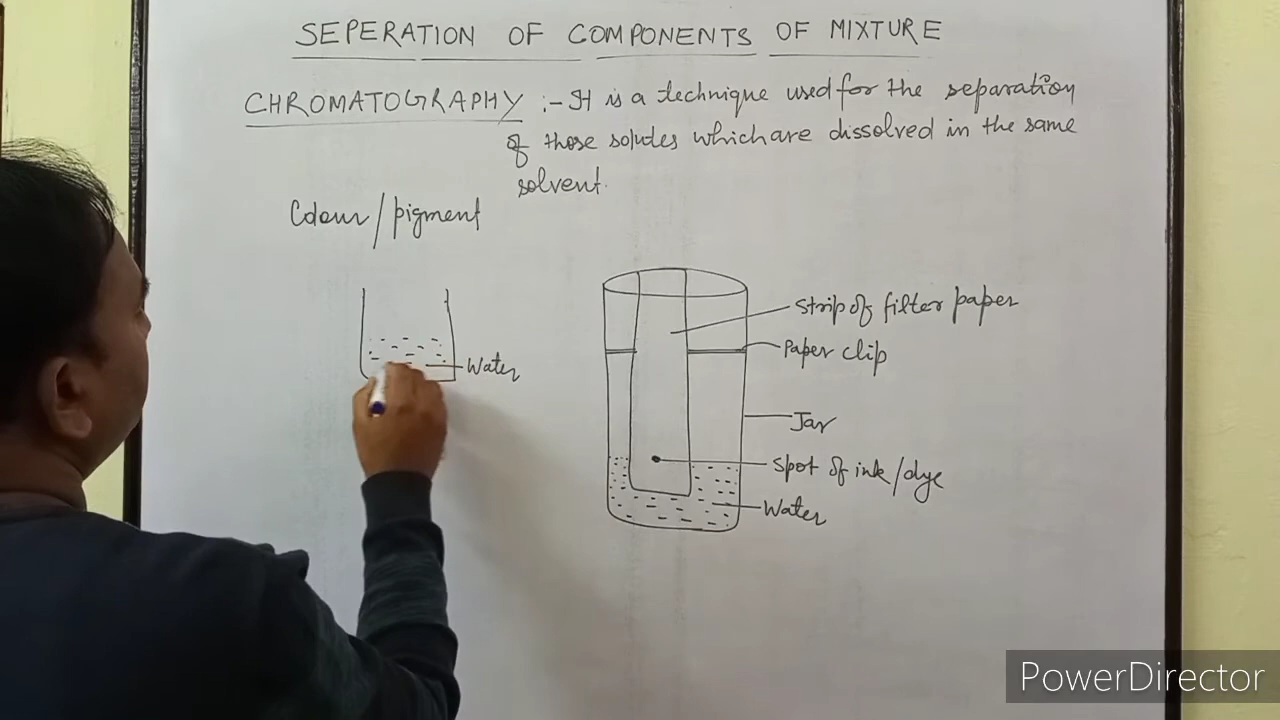 SEPERATION OF COMPONENTS OF MIXTURE
CHROMATOGRAPHY :- It is a technique used for the separation
of those solutes which are dissolved in the same
solvent.
Colour/pigment
Strip of filter paper
Paper clip
Water
Jar
Spot of ink/dye
Water
PowerDirector